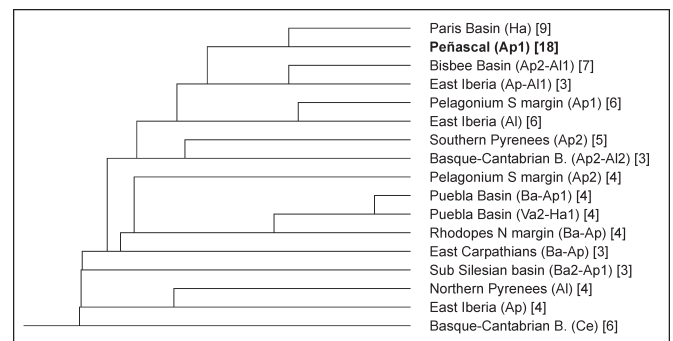 Paris Basin (Ha) [9]
Peñascal (Ap1) [18]
Bisbee Basin (Ap2-Al1) [7]
East Iberia (Ap-Al1) [3]
Pelagonium S margin (Ap1) [6]
East Iberia (Al) [6]
Southern Pyrenees (Ap2) [5]
Basque-Cantabrian B. (Ap2-Al2) [3]
Pelagonium S margin (Ap2) [4]
Puebla Basin (Ba-Ap1) [4]
Puebla Basin (Va2-Ha1) [4]
Rhodopes N margin (Ba-Ap) [4]
East Carpathians (Ba-Ap) [3]
Sub Silesian basin (Ba2-Ap1) [3]
Northern Pyrenees (Al) [4]
East Iberia (Ap) [4]
Basque-Cantabrian B. (Ce) [6]